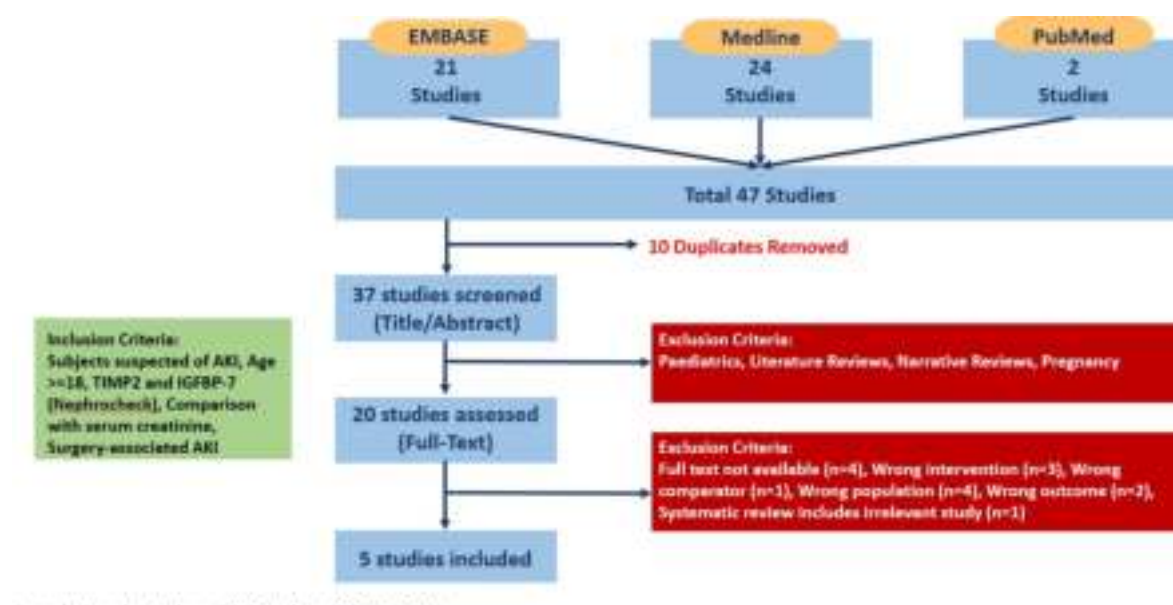 EMBASE
21
Studies
Medline
24
Studies
PubMed
2
Studies
Total 47 Studies
10 Duplicates Removed
37 studies screened
(Title/Abstract)
Inclusion Criteria:
Subjects suspected of AKI, Age
>=18, TIMP2 and IGFBP-7
(Nephrocheck), Comparison
with serum creatinine,
Surgery-associated AKI
Exclusion Criteria:
Paediatrics, Literature Reviews, Narrative Reviews, Pregnancy
20 studies assessed
(Full-Text)
Exclusion Criteria:
Full text not available (n=4), Wrong intervention (n=3), Wrong
comparator (n=1), Wrong population (n=4), Wrong outcome (n=2),
Systematic review includes irrelevant study (n=1)
5 studies included